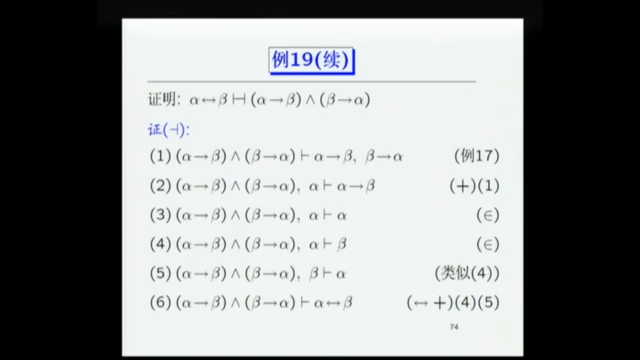 例19(续)
证明: α↔β ⊢⊣ (α→β)∧(β→α)
证(⊣):
(1) (α→β)∧(β→α)⊢α→β, β→α (例17)
(2) (α→β)∧(β→α), α⊢α→β (+)(1)
(3) (α→β)∧(β→α), α⊢α (∈)
(4) (α→β)∧(β→α), α⊢β (∈)
(5) (α→β)∧(β→α), β⊢α (类似(4))
(6) (α→β)∧(β→α)⊢α↔β (↔+)(4)(5)
74